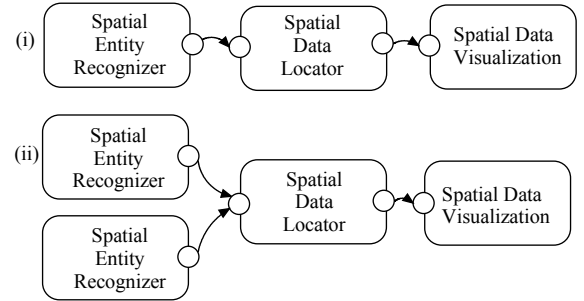 (i)
Spatial
Entity
Recognizer
Spatial
Data
Locator
Spatial Data
Visualization
(ii)
Spatial
Entity
Recognizer
Spatial
Entity
Recognizer
Spatial
Data
Locator
Spatial Data
Visualization